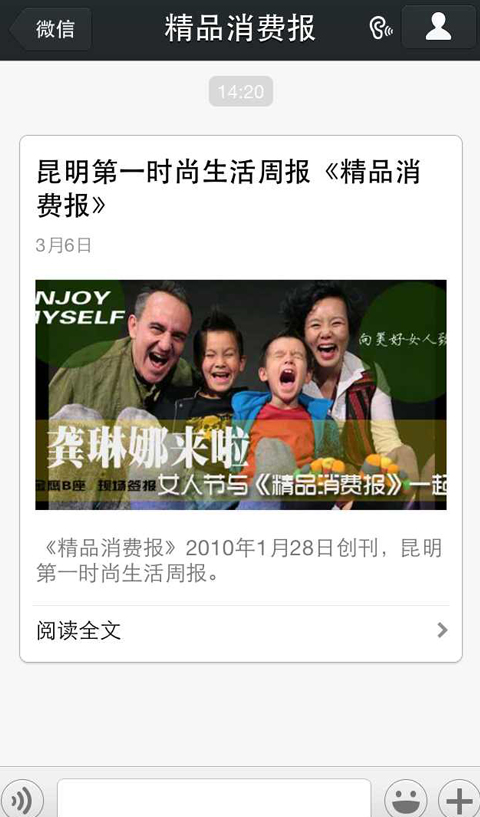 微信
精品消费报
14:20
昆明第一时尚生活周报《精品消
费报》
3月6日
NJOY
MYSELF
向美好女人致
龚琳娜来啦
金鹰B座 现场签报
女人节与《精品消费报》一起
《精品消费报》2010年1月28日创刊，昆明
第一时尚生活周报。
阅读全文